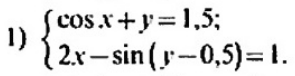 1) { cos x + y = 1,5;
2x − sin (y − 0,5) = 1.